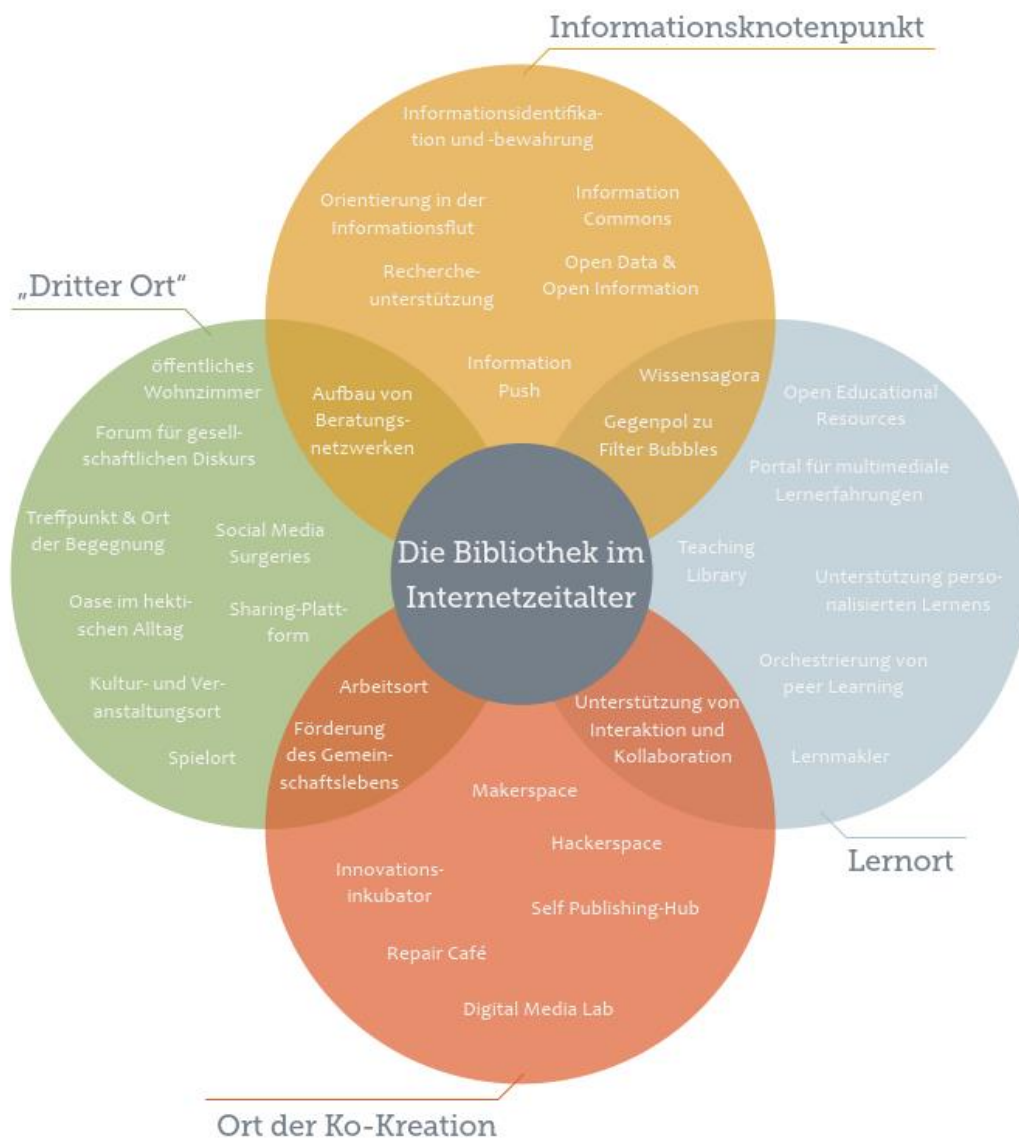 Informationsknotenpunkt
Informationsidentifika-
tion und -bewahrung
Orientierung in der
Informationsflut
Information
Commons
Recherche-
unterstützung
Open Data &
Open Information
Information
Push
„Dritter Ort“
öffentliches
Wohnzimmer
Forum für gesell-
schaftlichen Diskurs
Treffpunkt & Ort
der Begegnung
Social Media
Surgeries
Oase im hekti-
schen Alltag
Sharing-Platt-
form
Kultur- und Ver-
anstaltungsort
Spielort
Aufbau von
Beratungs-
netzwerken
Wissensagora
Gegenpol zu
Filter Bubbles
Die Bibliothek im
Internetzeitalter
Open Educational
Resources
Portal für multimediale
Lernerfahrungen
Teaching
Library
Unterstützung perso-
nalisierten Lernens
Orchestrierung von
peer Learning
Lernmakler
Lernort
Arbeitsort
Förderung
des Gemein-
schaftslebens
Unterstützung von
Interaktion und
Kollaboration
Makerspace
Hackerspace
Innovations-
inkubator
Self Publishing-Hub
Repair Café
Digital Media Lab
Ort der Ko-Kreation